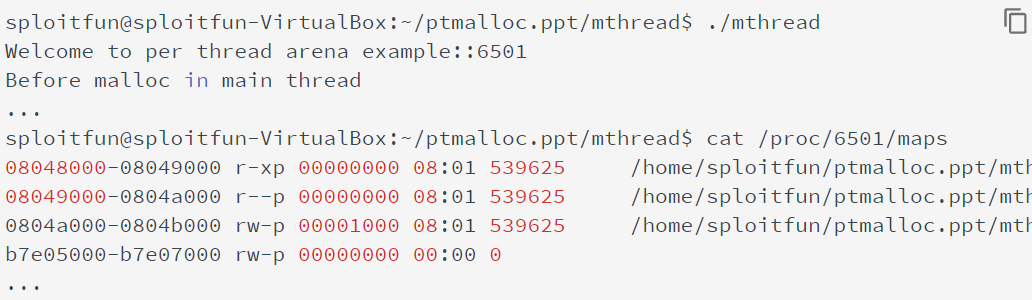 sploitfun@sploitfun-VirtualBox:~/ptmalloc.ppt/mthread$ ./mthread
Welcome to per thread arena example::6501
Before malloc in main thread
...
sploitfun@sploitfun-VirtualBox:~/ptmalloc.ppt/mthread$ cat /proc/6501/maps
08048000-08049000 r-xp 00000000 08:01 539625     /home/sploitfun/ptmalloc.ppt/mth
08049000-0804a000 r--p 00000000 08:01 539625     /home/sploitfun/ptmalloc.ppt/mth
0804a000-0804b000 rw-p 00001000 08:01 539625     /home/sploitfun/ptmalloc.ppt/mth
b7e05000-b7e07000 rw-p 00000000 00:00 0
...